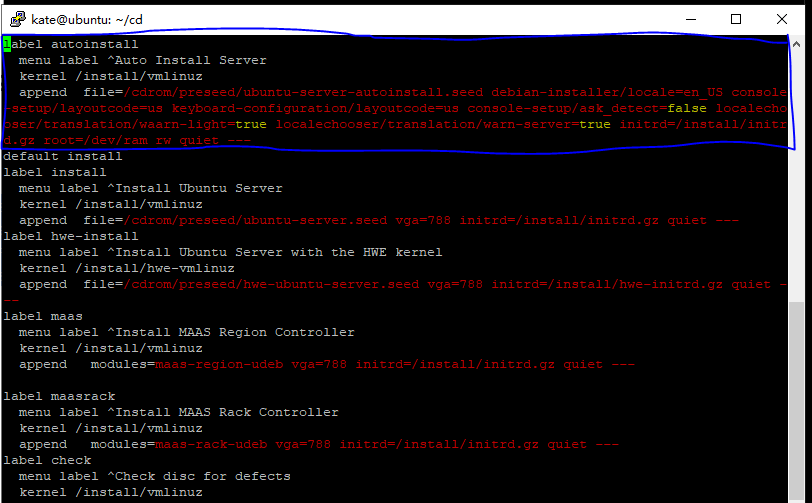 kate@ubuntu: ~/cd
label autoinstall
menu label ^Auto Install Server
kernel /install/vmlinuz
append file=/cdrom/preseed/ubuntu-server-autoinstall.seed debian-installer/locale=en_US console
-setup/layoutcode=us keyboard-configuration/layoutcode=us console-setup/ask_detect=false localecho
oser/translation/waarn-light=true localechooser/translation/warn-server=true initrd=/install/initr
d.gz root=/dev/ram rw quiet ---
default install
label install
menu label ^Install Ubuntu Server
kernel /install/vmlinuz
append file=/cdrom/preseed/ubuntu-server.seed vga=788 initrd=/install/initrd.gz quiet ---
label hwe-install
menu label ^Install Ubuntu Server with the HWE kernel
kernel /install/hwe-vmlinuz
append file=/cdrom/preseed/hwe-ubuntu-server.seed vga=788 initrd=/install/hwe-initrd.gz quiet -
--
label maas
menu label ^Install MAAS Region Controller
kernel /install/vmlinuz
append modules=maas-region-udeb vga=788 initrd=/install/initrd.gz quiet ---
label maasrack
menu label ^Install MAAS Rack Controller
kernel /install/vmlinuz
append modules=maas-rack-udeb vga=788 initrd=/install/initrd.gz quiet ---
label check
menu label ^Check disc for defects
kernel /install/vmlinuz